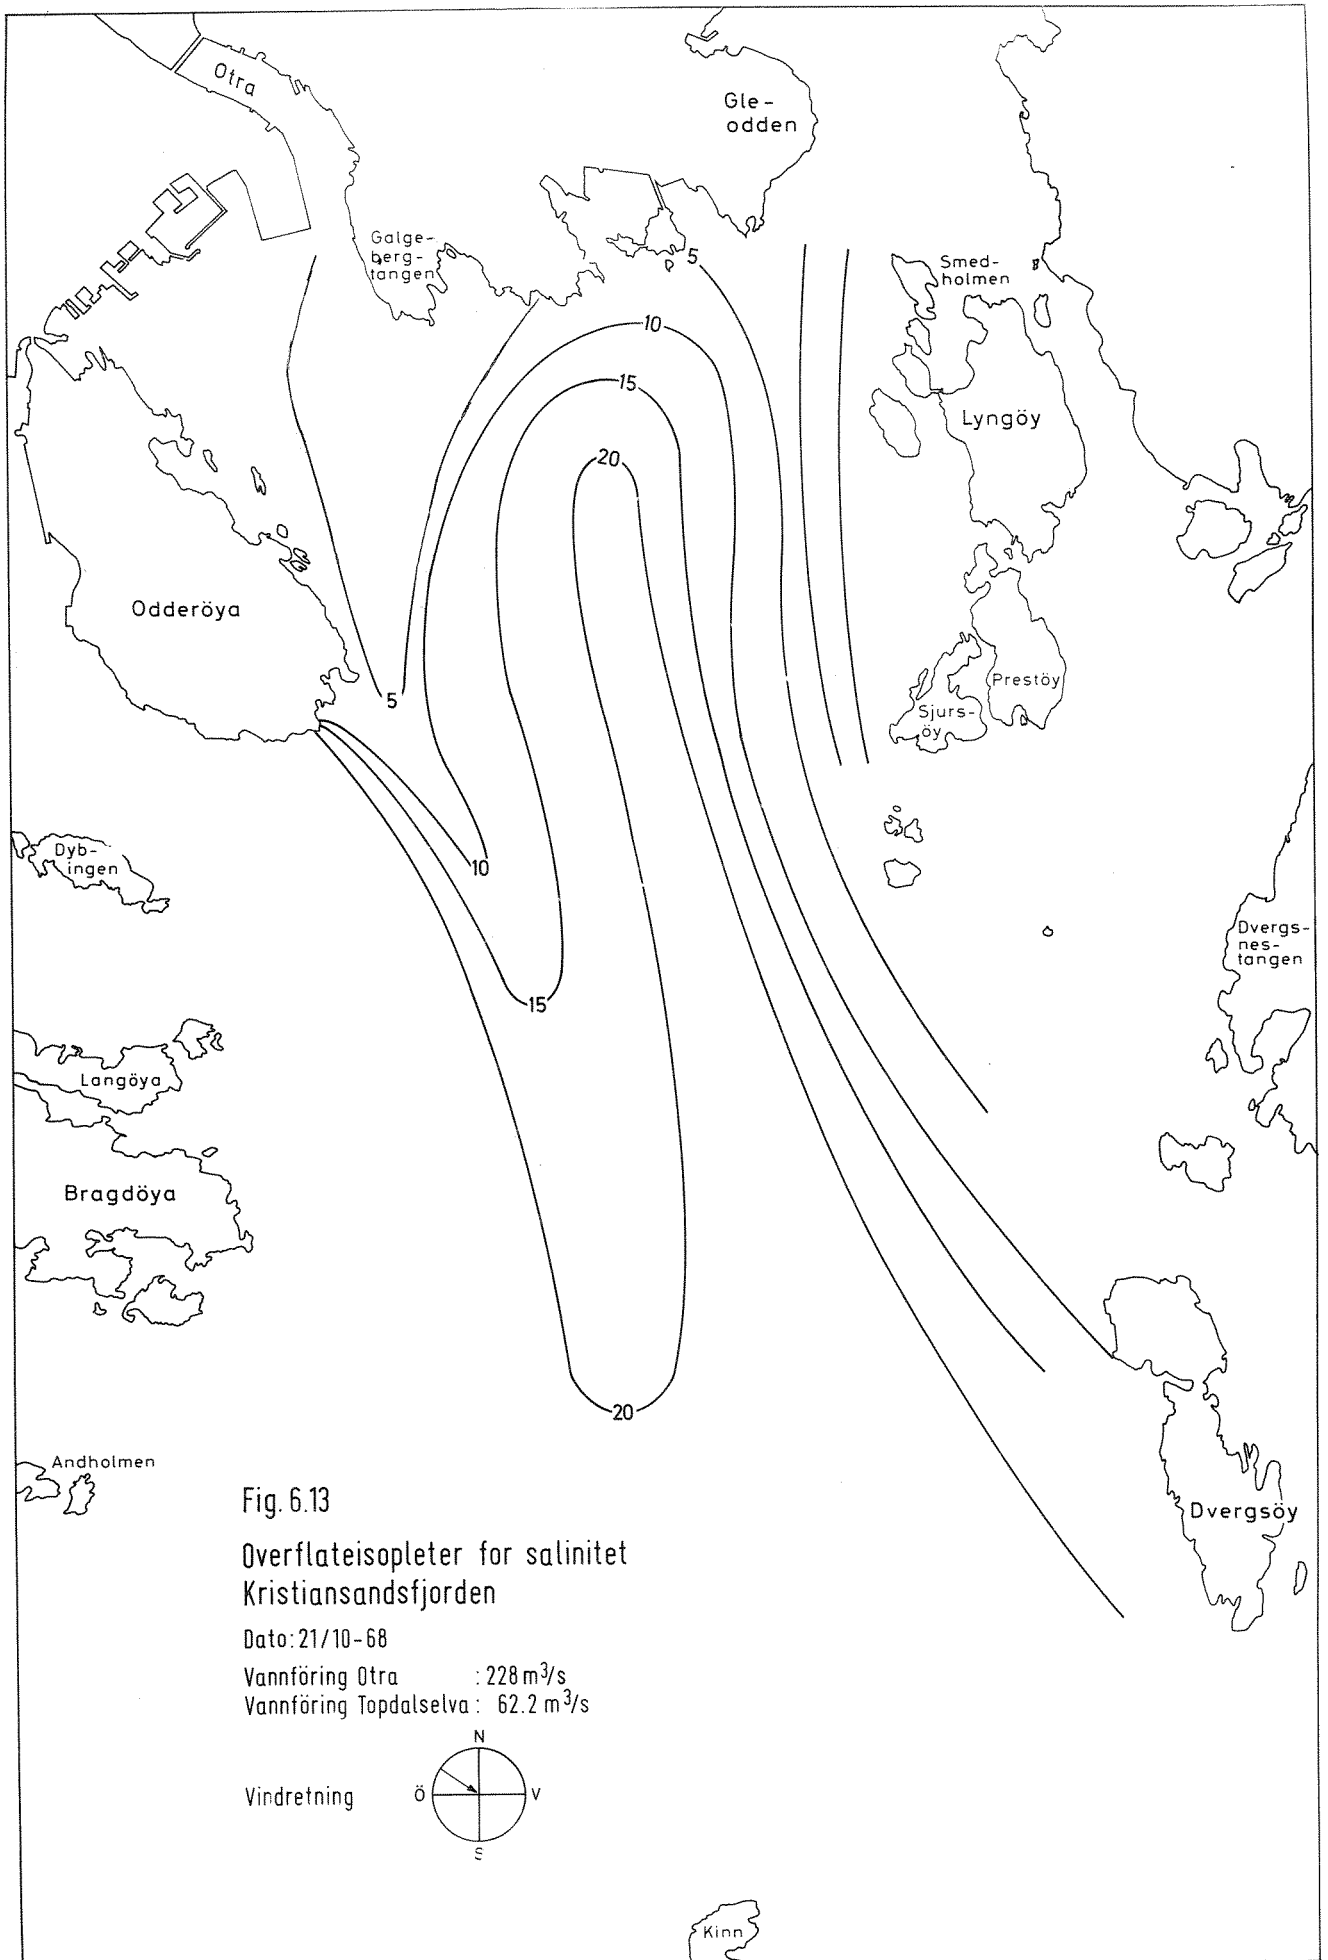 Otra
Gle-
odden
Galge-
berg-
tangen
5
Smed-
holmen
10
15
Lyngöy
20
Odderöya
Prestöy
5
Sjurs-
öy
Dyb-
ingen
10
Dvergs-
nes-
tangen
15
Langöya
Bragdöya
20
Andholmen
Dvergsöy
Fig. 6.13
Overflateisopleter for salinitet
Kristiansandsfjorden
Dato: 21/10-68
Vannföring Otra : 228 m³/s
Vannföring Topdalselva : 62.2 m³/s
N
Vindretning Ö V
S
Kinn